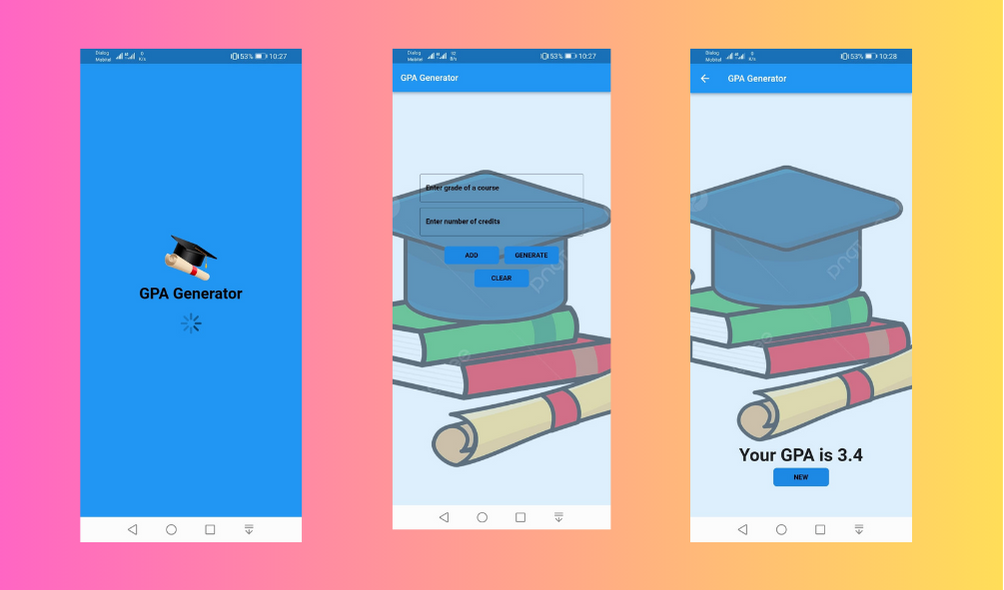 Dialog
Mobitel
0
K/s
53%
10:27
GPA Generator
Dialog
Mobitel
B/s
53%
10:27
GPA Generator
Enter grade of a course
Enter number of credits
ADD
GENERATE
CLEAR
Dialog
Mobitel
0
K/s
53%
10:28
GPA Generator
Your GPA is 3.4
NEW